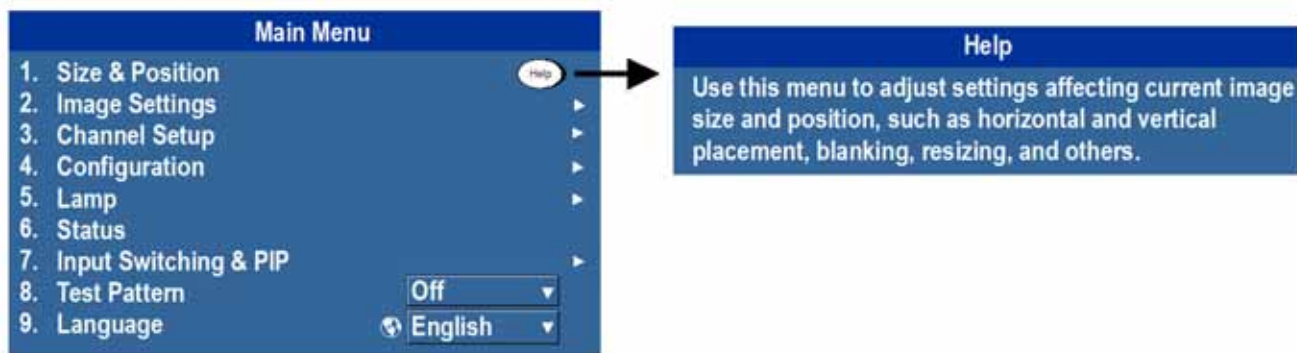 Main Menu
1. Size & Position
Help
2. Image Settings
3. Channel Setup
4. Configuration
5. Lamp
6. Status
7. Input Switching & PIP
8. Test Pattern Off
9. Language English
Help
Use this menu to adjust settings affecting current image
size and position, such as horizontal and vertical
placement, blanking, resizing, and others.